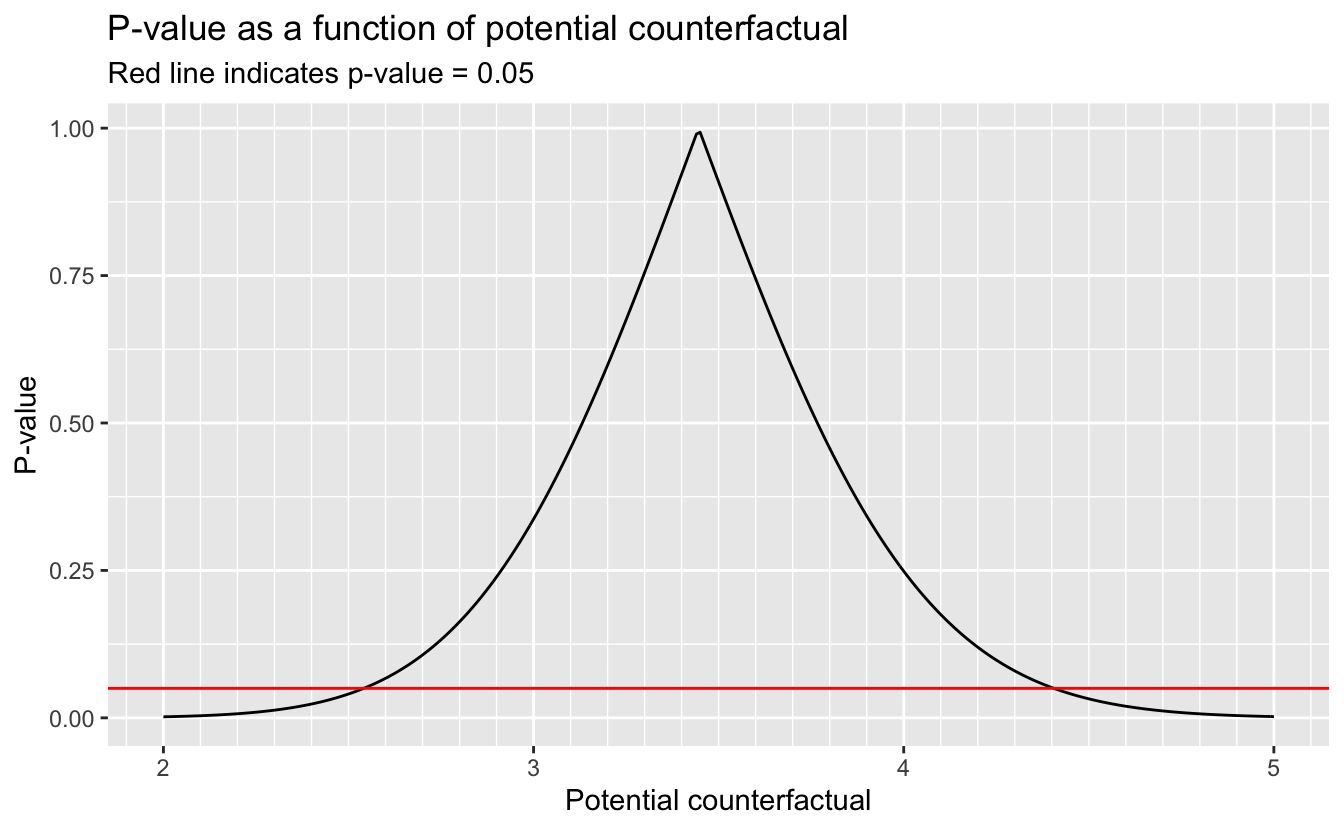 P-value as a function of potential counterfactual
Red line indicates p-value = 0.05
1.00
0.75
0.50
0.25
0.00
P-value
2
3
4
5
Potential counterfactual